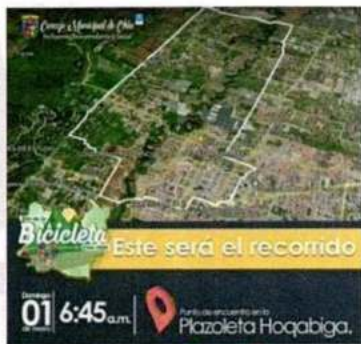 Concejo Municipal de Chía
Bicicleta
Este será el recorrido
Domingo
01
6:45 a.m.
Punto de encuentro en la
Plazoleta Hoqabiga.